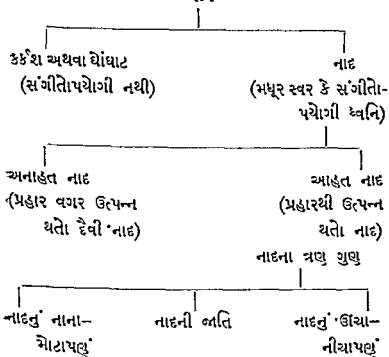 કર્કશ અથવા ઘોંઘાટ
(સંગીતોપયોગી નથી)
નાદ
(મધૂર સ્વર કે સંગીતો-
પયોગી ધ્વનિ)
અનાહત નાદ
(પ્રહાર વગર ઉત્પન્ન
થતો દૈવી નાદ)
આહત નાદ
(પ્રહારથી ઉત્પન્ન
થતો નાદ)
નાદના ત્રણ ગુણ
નાદનું નાના-
મોટાપણું
નાદની જાતિ
નાદનું ઊંચા-
નીચાપણું